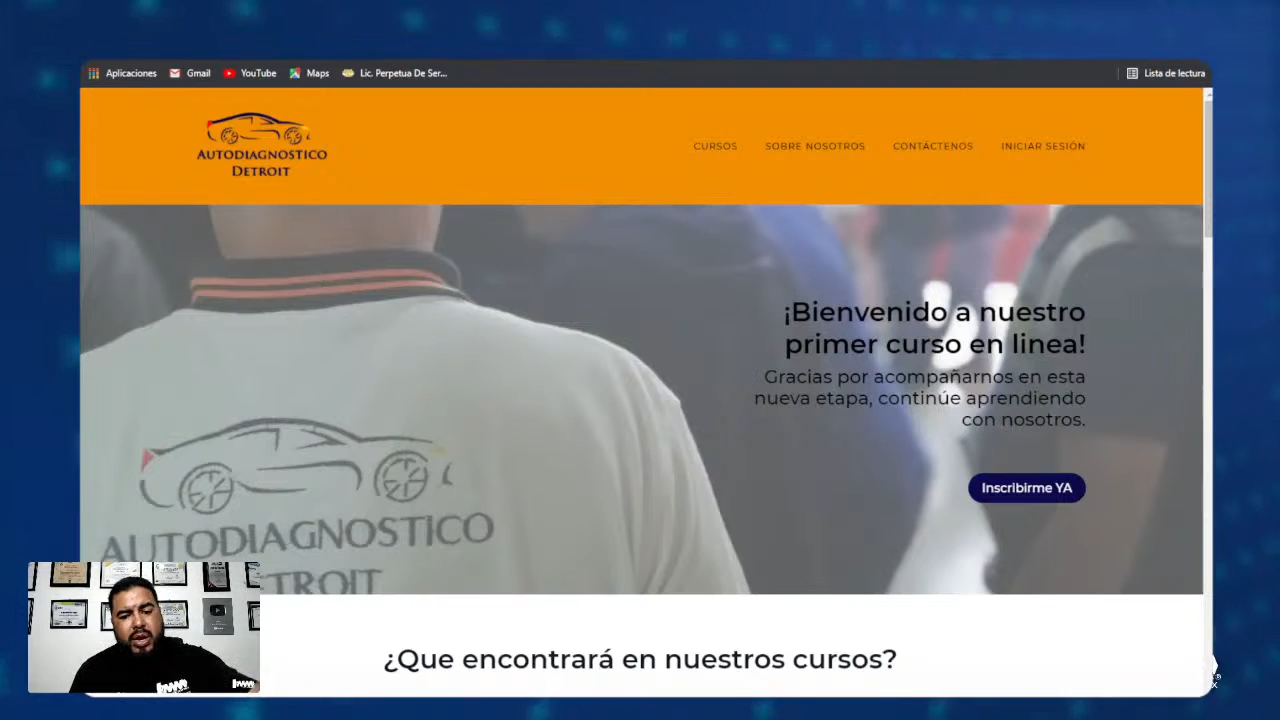 Aplicaciones Gmail YouTube Maps Lic. Perpetua De Ser... Lista de lectura
AUTODIAGNOSTICO
DETROIT
CURSOS SOBRE NOSOTROS CONTÁCTENOS INICIAR SESIÓN
¡Bienvenido a nuestro
primer curso en linea!
Gracias por acompañarnos en esta
nueva etapa, continúe aprendiendo
con nosotros.
Inscribirme YA
AUTODIAGNOSTICO
TROIT
¿Que encontrará en nuestros cursos?